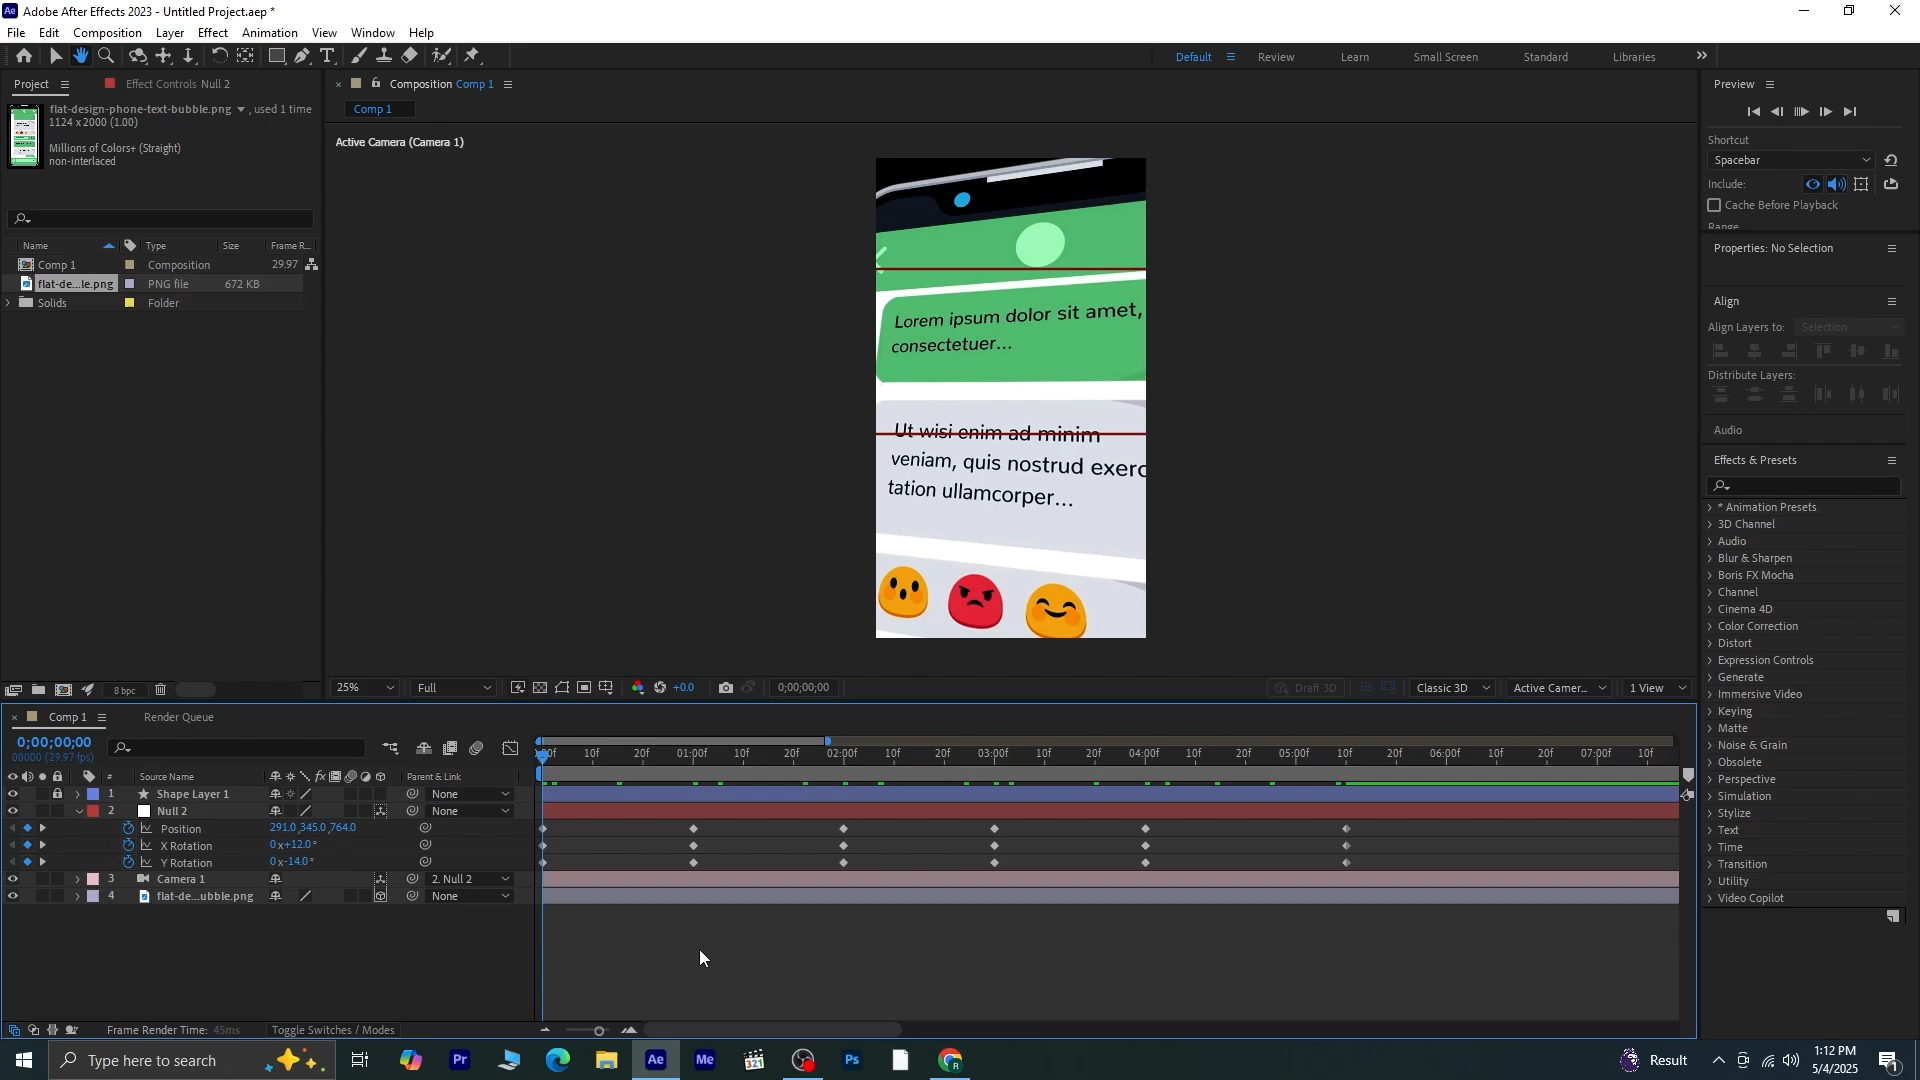 Adobe After Effects 2023 - Untitled Project.aep *
File Edit Composition Layer Effect Animation View Window Help
Default Review Learn Small Screen Standard Libraries
Project Effect Controls Null 2
flat-design-phone-text-bubble.png , used 1 time
1124 x 2000 (1.00)
Millions of Colors+ (Straight)
non-interlaced
Name Type Size Frame R...
Comp 1 Composition 29.97
flat-de...le.png PNG file 672 KB
Solids Folder
8 bpc
Composition Comp 1
Comp 1
Active Camera (Camera 1)
Lorem ipsum dolor sit amet,
consectetuer...
Ut wisi enim ad minim
veniam, quis nostrud exerc
tation ullamcorper...
25% Full +0.0 0;00;00;00 Draft 3D Classic 3D Active Camer... 1 View
Preview
Shortcut
Spacebar
Include:
Cache Before Playback
Range
Properties: No Selection
Align
Align Layers to: Selection
Distribute Layers:
Audio
Effects & Presets
* Animation Presets
3D Channel
Audio
Blur & Sharpen
Boris FX Mocha
Channel
Cinema 4D
Color Correction
Distort
Expression Controls
Generate
Immersive Video
Keying
Matte
Noise & Grain
Obsolete
Perspective
Simulation
Stylize
Text
Time
Transition
Utility
Video Copilot
Comp 1 Render Queue
0;00;00;00
00000 (29.97 fps)
:00f 10f 20f 01:00f 10f 20f 02:00f 10f 20f 03:00f 10f 20f 04:00f 10f 20f 05:00f 10f 20f 06:00f 10f 20f 07:00f 10f
# Source Name fx Parent & Link
1 Shape Layer 1 None
2 Null 2 None
Position 291.0,345.0,764.0
X Rotation 0x+12.0°
Y Rotation 0x-14.0°
3 Camera 1 2. Null 2
4 flat-de...ubble.png None
Frame Render Time: 45ms Toggle Switches / Modes
Type here to search
Pr Ae Me 321 Ps
Result
1:12 PM
5/4/2025
1